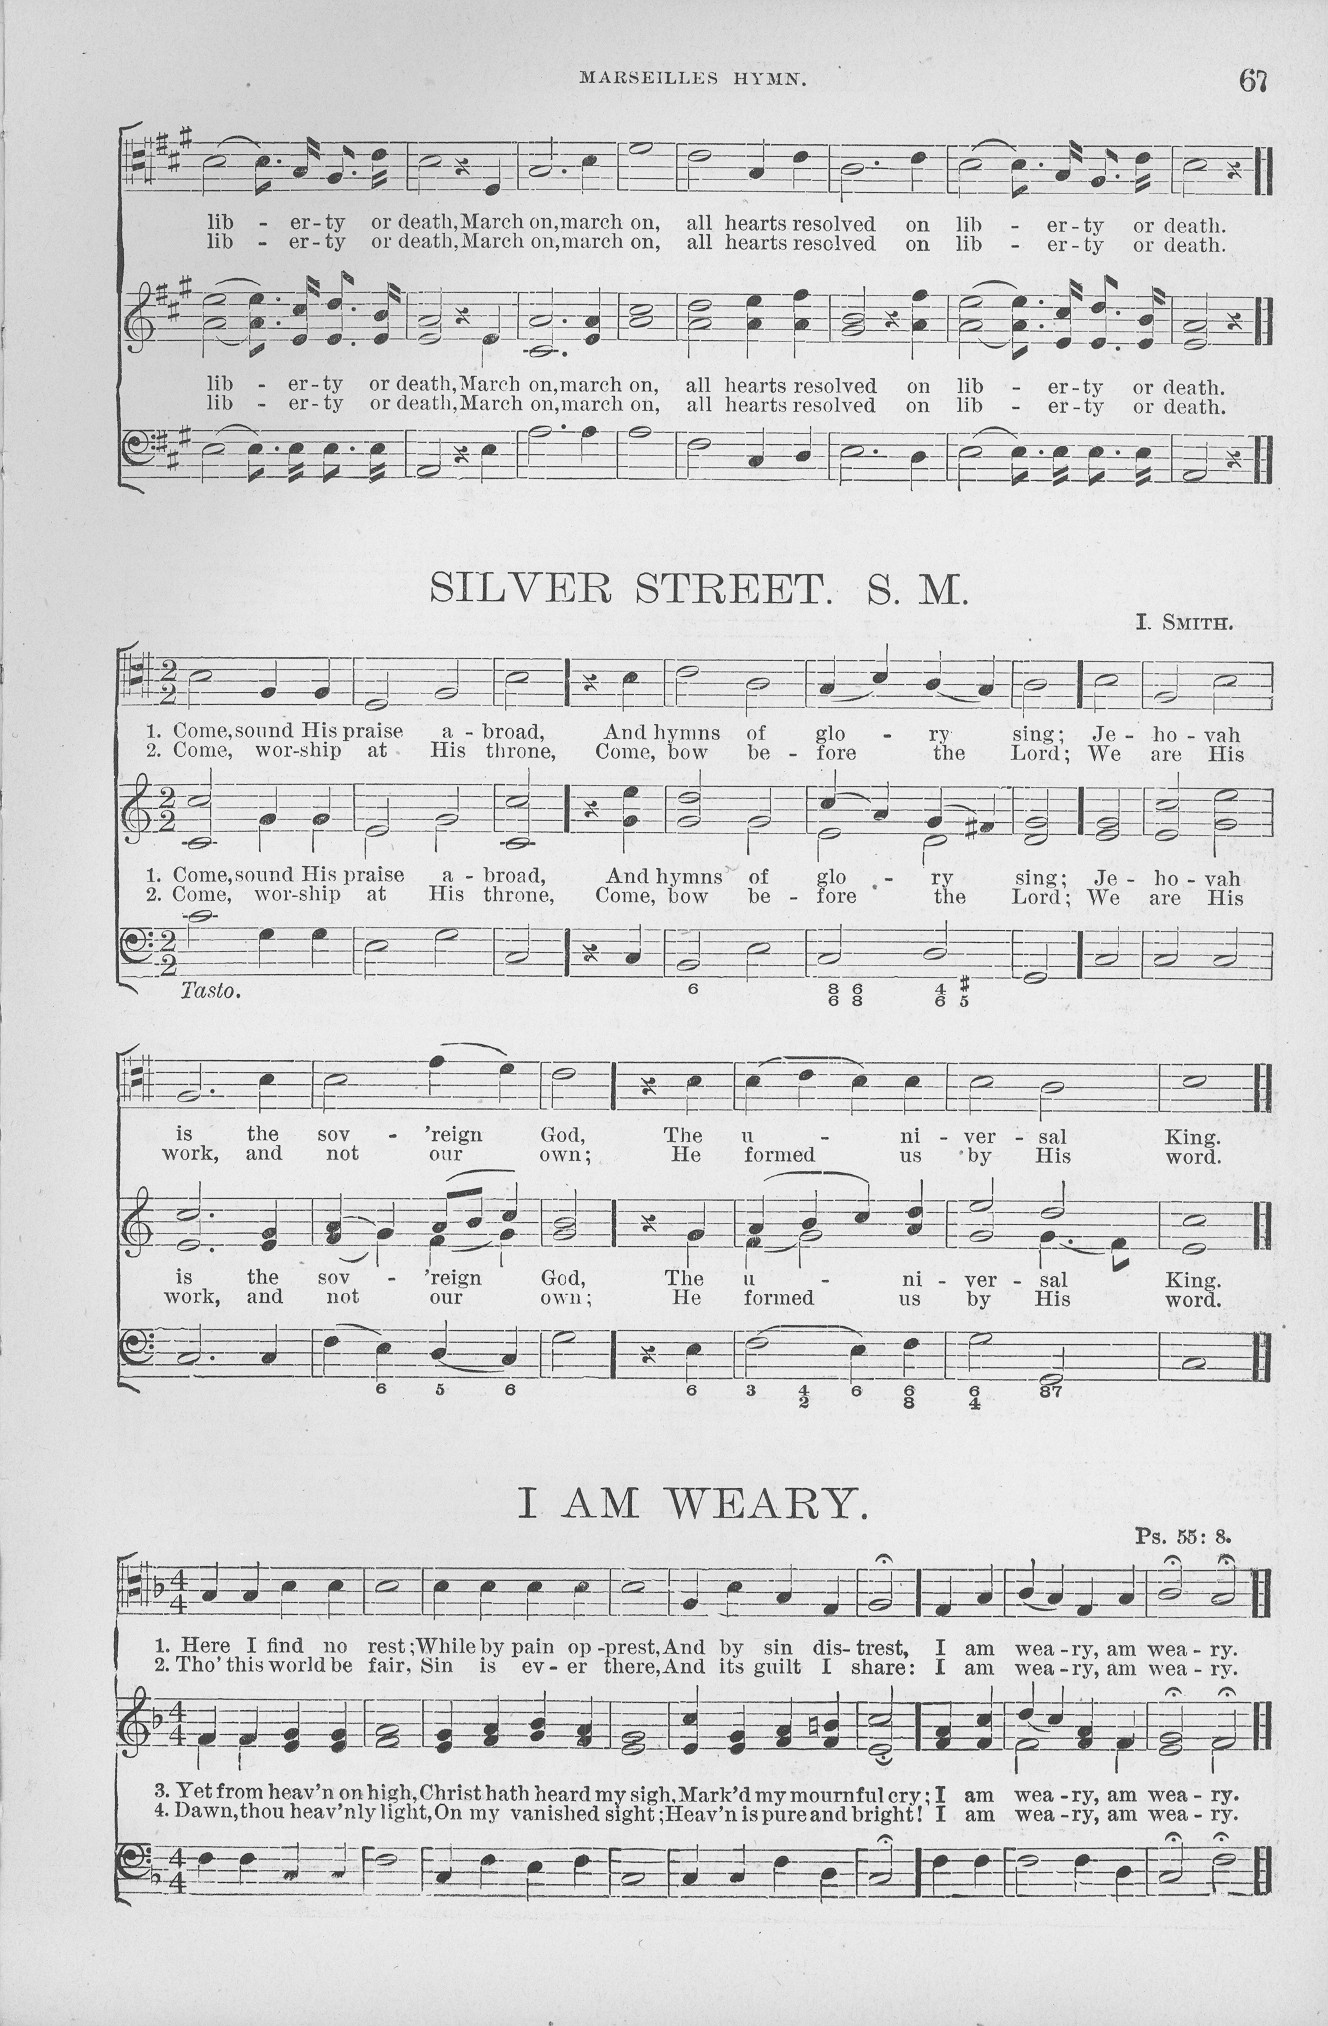 MARSEILLES HYMN. 67
lib - er - ty or death, March on, march on, all hearts resolved on lib - er - ty or death.
lib - er - ty or death, March on, march on, all hearts resolved on lib - er - ty or death.
lib - er - ty or death, March on, march on, all hearts resolved on lib - er - ty or death.
lib - er - ty or death, March on, march on, all hearts resolved on lib - er - ty or death.
SILVER STREET. S. M.
I. SMITH.
1. Come, sound His praise a - broad, And hymns of glo - ry sing; Je - ho - vah
2. Come, wor-ship at His throne, Come, bow be - fore the Lord; We are His
1. Come, sound His praise a - broad, And hymns of glo - ry sing; Je - ho - vah
2. Come, wor-ship at His throne, Come, bow be - fore the Lord; We are His
Tasto. 6 8 6 4 #
6 8 6 5
is the sov - 'reign God, The u - ni - ver - sal King.
work, and not our own; He formed us by His word.
is the sov - 'reign God, The u - ni - ver - sal King.
work, and not our own; He formed us by His word.
6 5 6 6 3 4 6 6 6 87
2 8 4
I AM WEARY.
Ps. 55: 8.
1. Here I find no rest; While by pain op - prest, And by sin dis - trest, I am wea - ry, am wea - ry.
2. Tho' this world be fair, Sin is ev - er there, And its guilt I share: I am wea - ry, am wea - ry.
3. Yet from heav'n on high, Christ hath heard my sigh, Mark'd my mournful cry; I am wea - ry, am wea - ry.
4. Dawn, thou heav'nly light, On my vanished sight; Heav'n is pure and bright! I am wea - ry, am wea - ry.